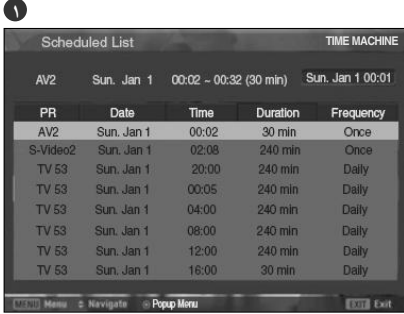 ١
Scheduled List TIME MACHINE
AV2 Sun. Jan 1 00:02 ~ 00:32 (30 min) Sun. Jan 1 00:01
PR Date Time Duration Frequency
AV2 Sun. Jan 1 00:02 30 min Once
S-Video2 Sun. Jan 1 02:08 240 min Once
TV 53 Sun. Jan 1 20:00 240 min Daily
TV 53 Sun. Jan 1 00:05 240 min Daily
TV 53 Sun. Jan 1 04:00 240 min Daily
TV 53 Sun. Jan 1 08:00 240 min Daily
TV 53 Sun. Jan 1 12:00 240 min Daily
TV 53 Sun. Jan 1 16:00 30 min Daily
MENU Menu Navigate Popup Menu EXIT Exit